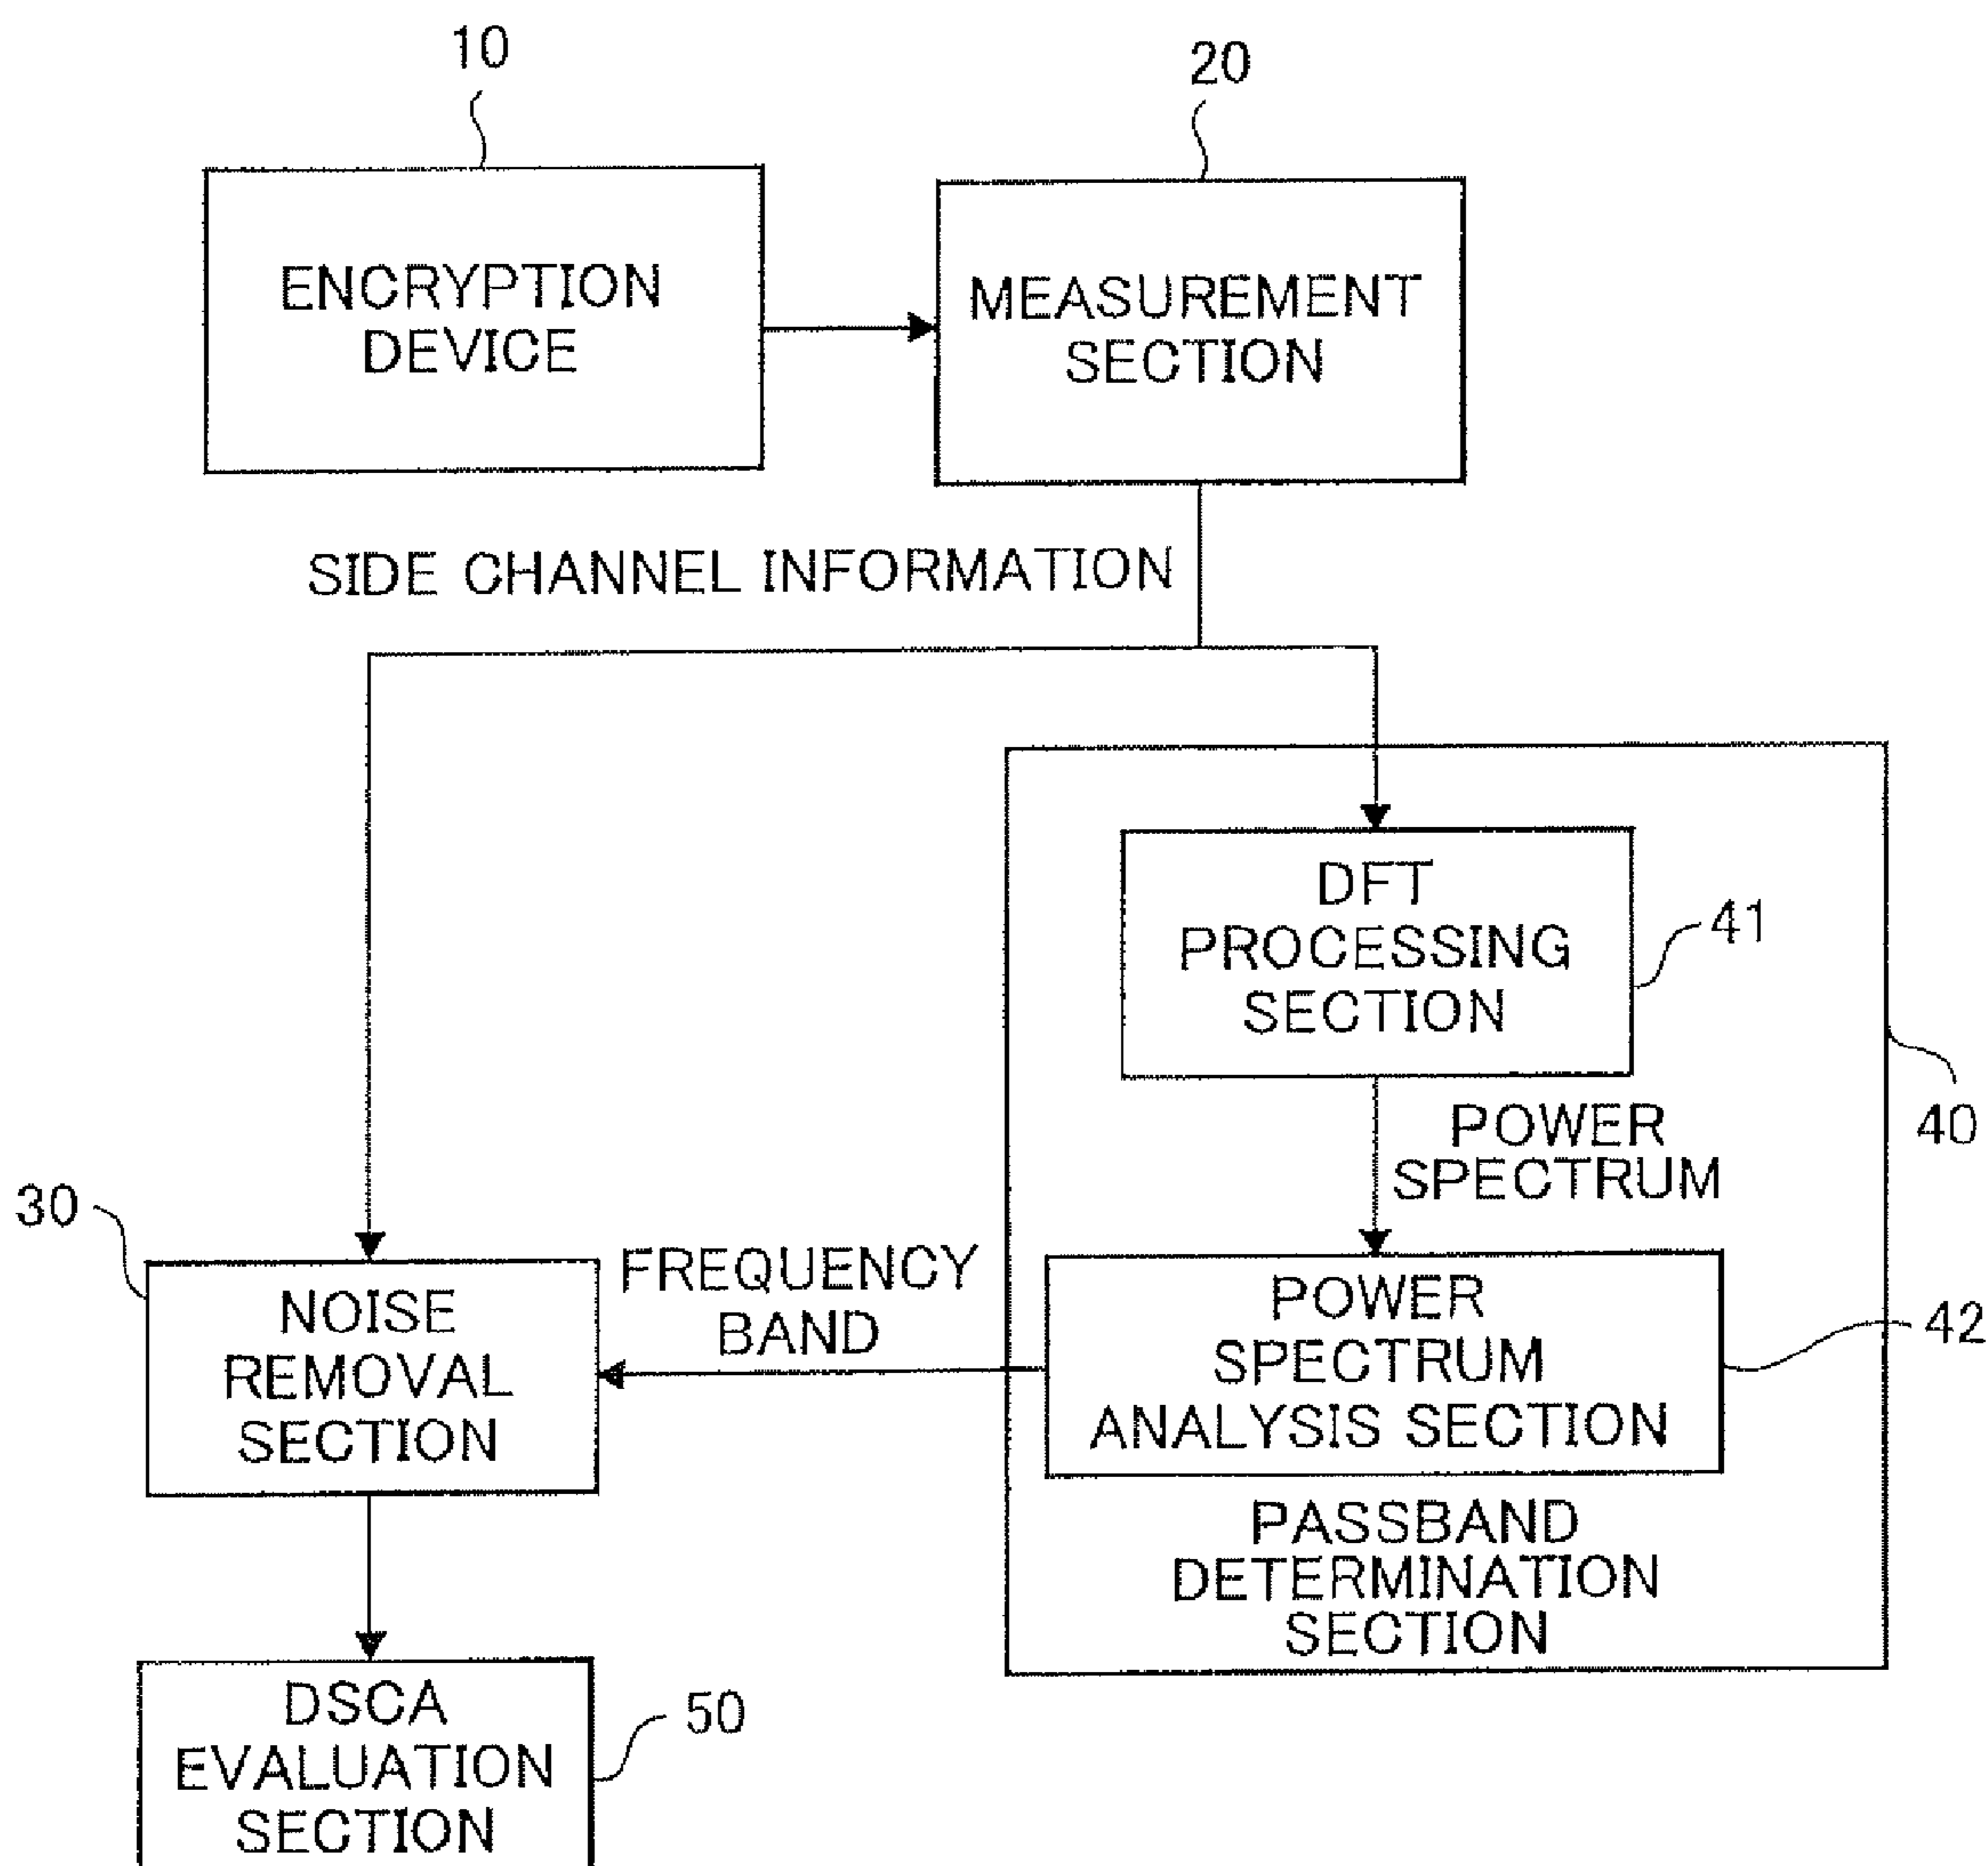 10
20
ENCRYPTION
DEVICE
MEASUREMENT
SECTION
SIDE CHANNEL INFORMATION
DFT
PROCESSING
SECTION
41
40
POWER
SPECTRUM
30
NOISE
REMOVAL
SECTION
FREQUENCY
BAND
POWER
SPECTRUM
ANALYSIS SECTION
42
PASSBAND
DETERMINATION
SECTION
DSCA
EVALUATION
SECTION
50